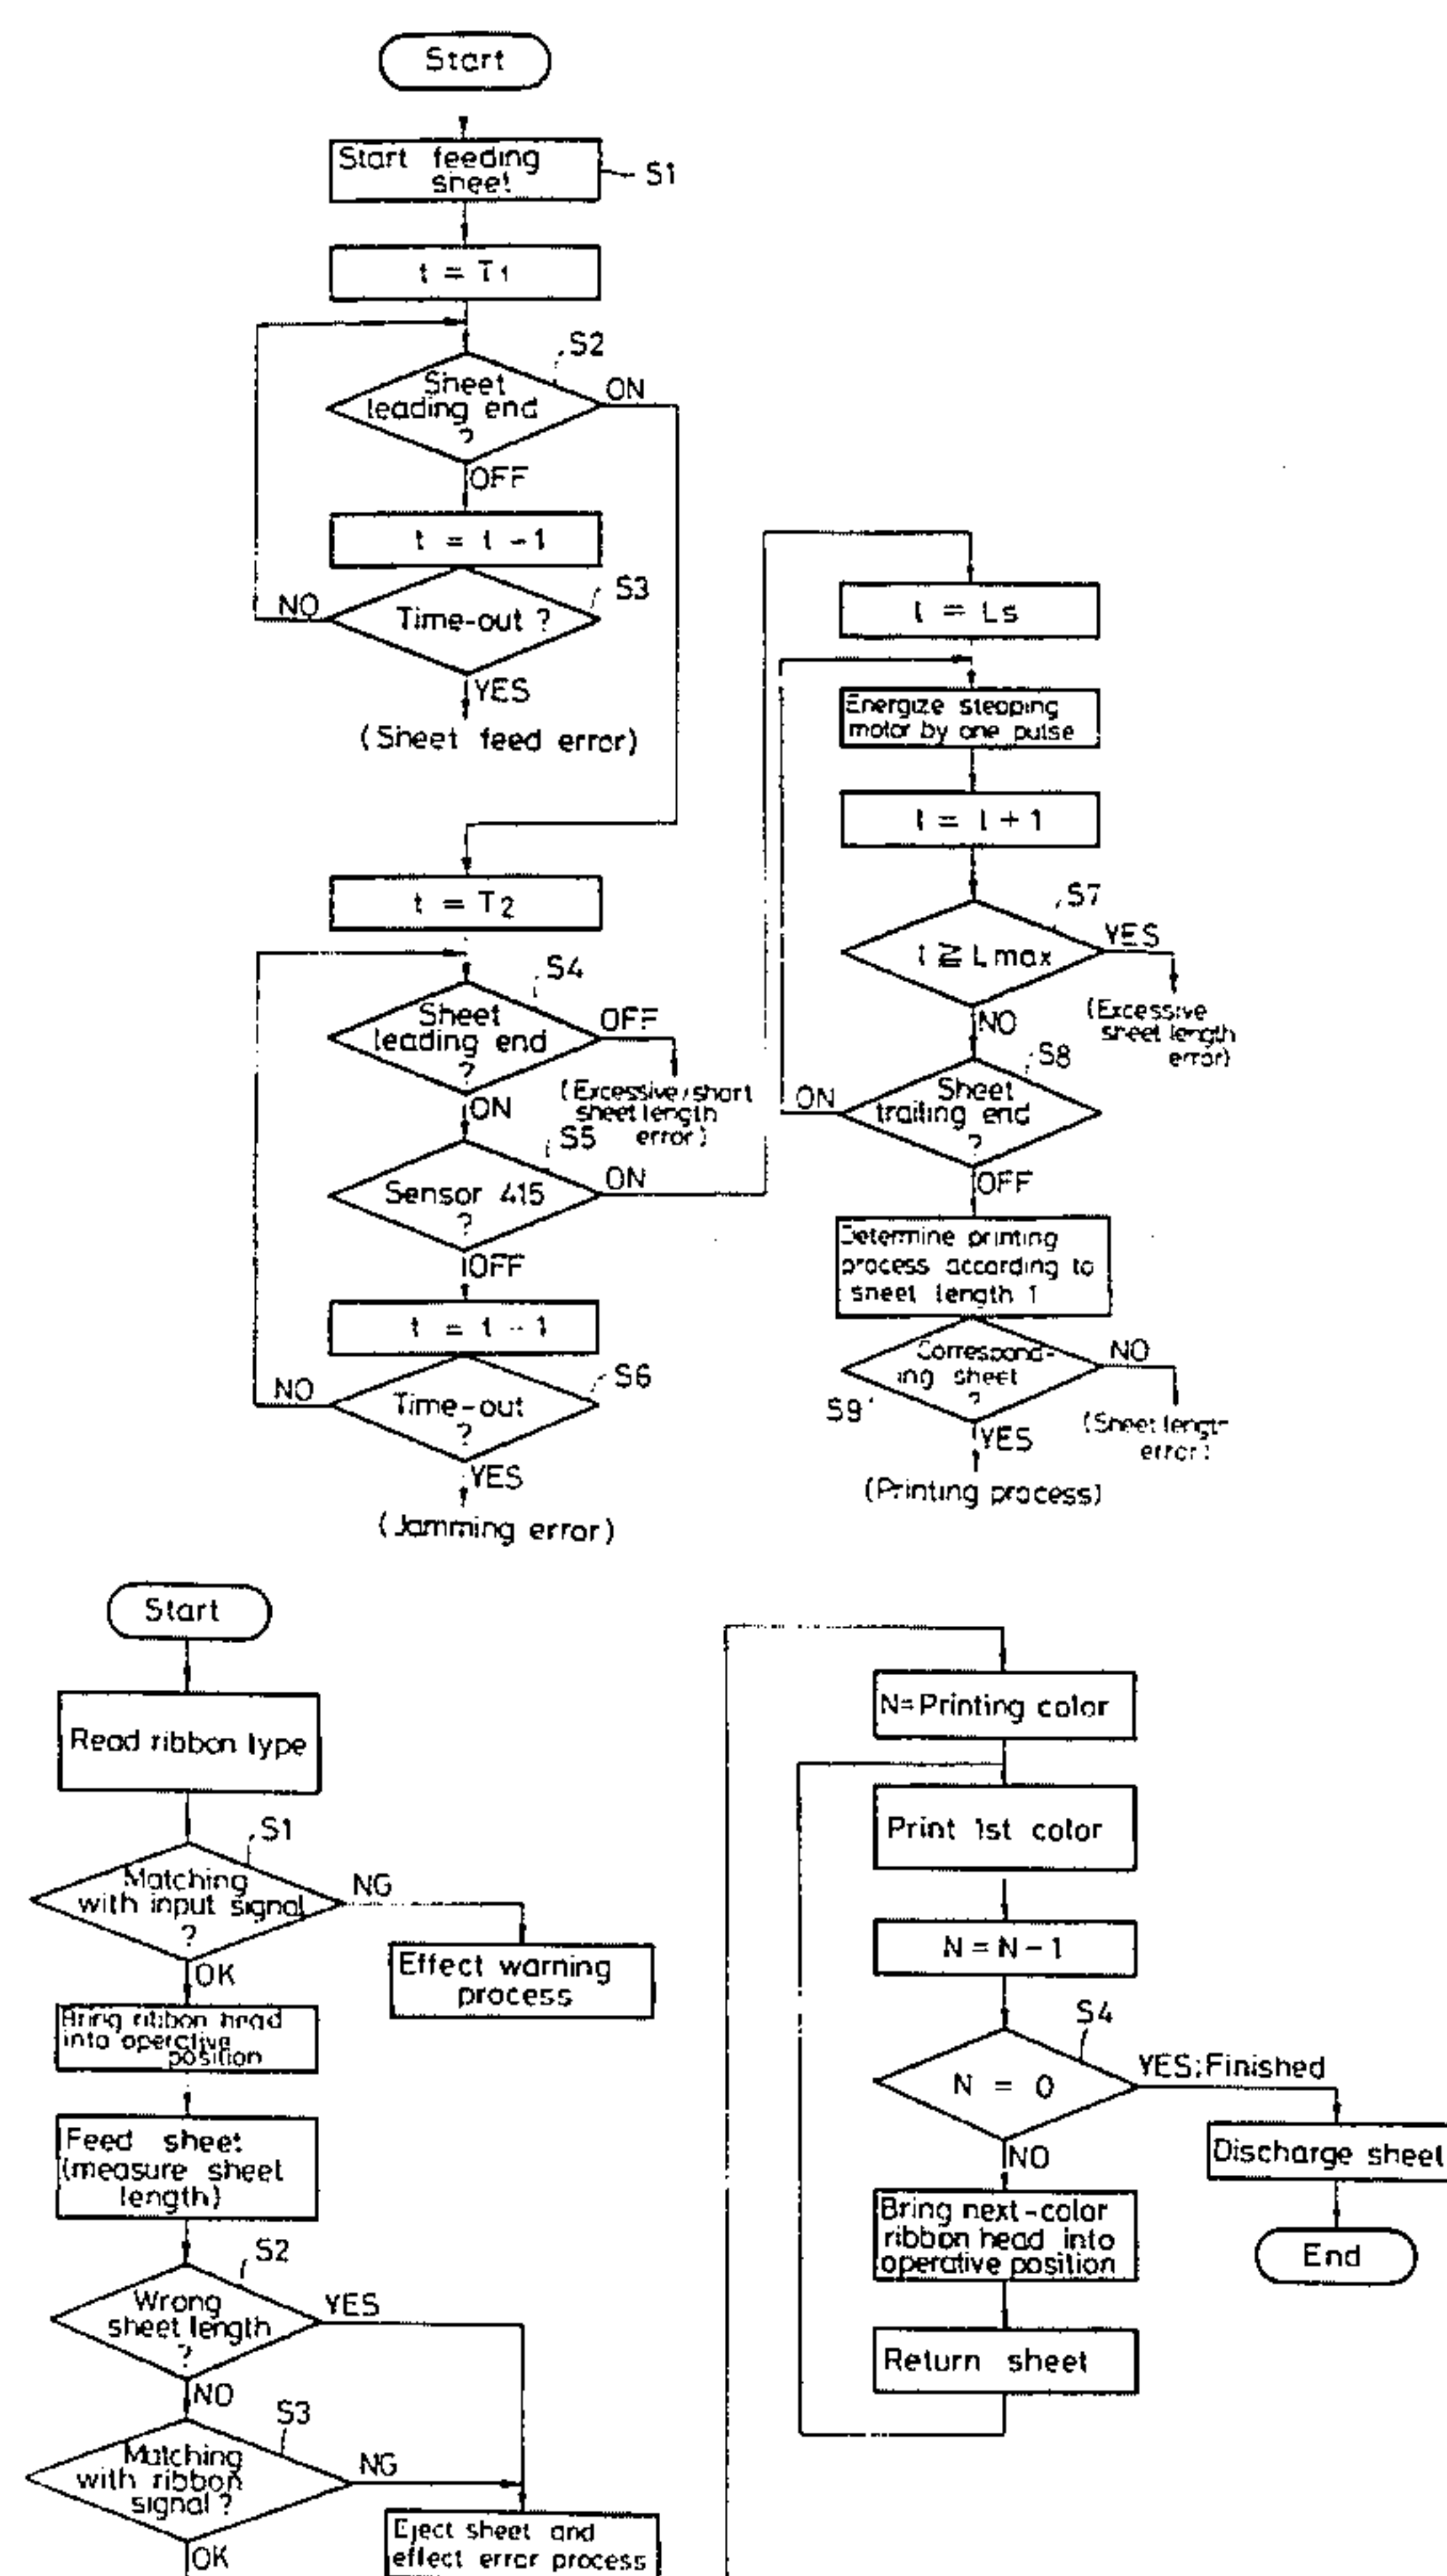 Start
Start feeding
sheet
S1
t = T1
S2
Sheet
leading end
?
ON
OFF
t = t - 1
S3
NO
Time-out ?
YES
(Sheet feed error)
t = T2
S4
Sheet
leading end
?
OFF
(Excessive/short
sheet length
error)
ON
S5
Sensor 415
?
ON
OFF
t = t - 1
S6
NO
Time-out
?
YES
(Jamming error)
l = Ls
Energize stepping
motor by one pulse
l = l + 1
S7
l ≧ Lmax
YES
(Excessive
sheet length
error)
NO
S8
Sheet
trailing end
?
ON
OFF
Determine printing
process according to
sheet length l
Correspond-
ing sheet
?
NO
S9
(Sheet length
error)
YES
(Printing process)
Start
Read ribbon type
S1
Matching
with input signal
?
NG
Effect warning
process
OK
Bring ribbon head
into operative
position
Feed sheet
(measure sheet
length)
S2
Wrong
sheet length
?
YES
NO
S3
Matching
with ribbon
signal ?
NG
Eject sheet and
effect error process
OK
N=Printing color
Print 1st color
N = N - 1
S4
N = 0
YES;Finished
NO
Discharge sheet
End
Bring next-color
ribbon head into
operative position
Return sheet